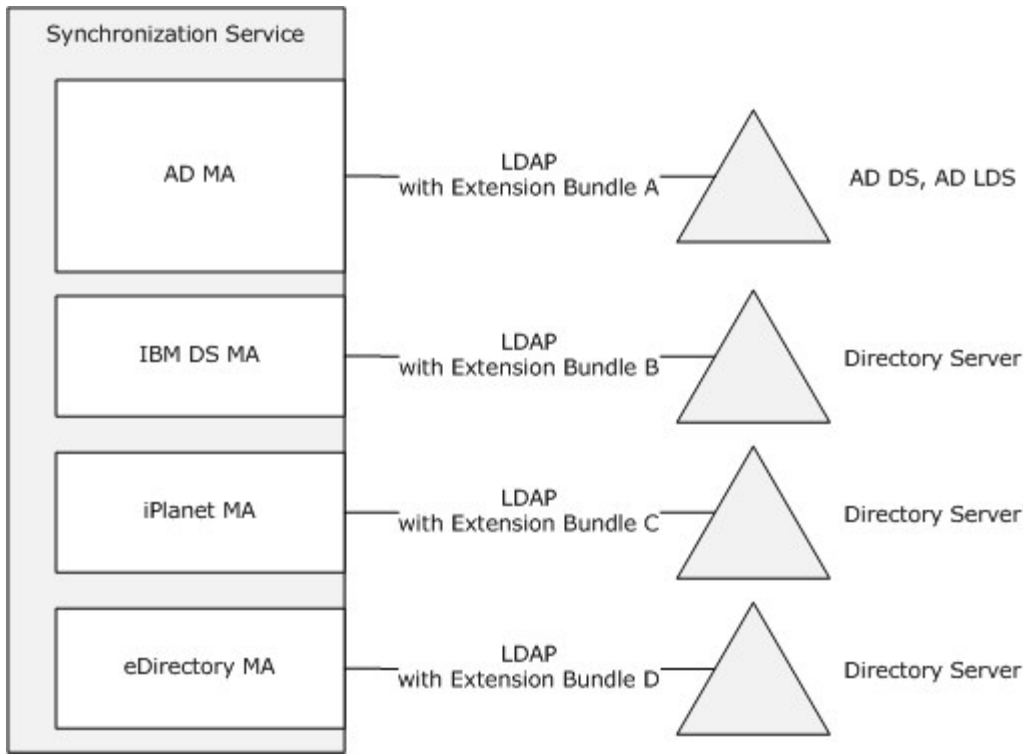 Synchronization Service
AD MA
LDAP
with Extension Bundle A
AD DS, AD LDS
IBM DS MA
LDAP
with Extension Bundle B
Directory Server
iPlanet MA
LDAP
with Extension Bundle C
Directory Server
eDirectory MA
LDAP
with Extension Bundle D
Directory Server